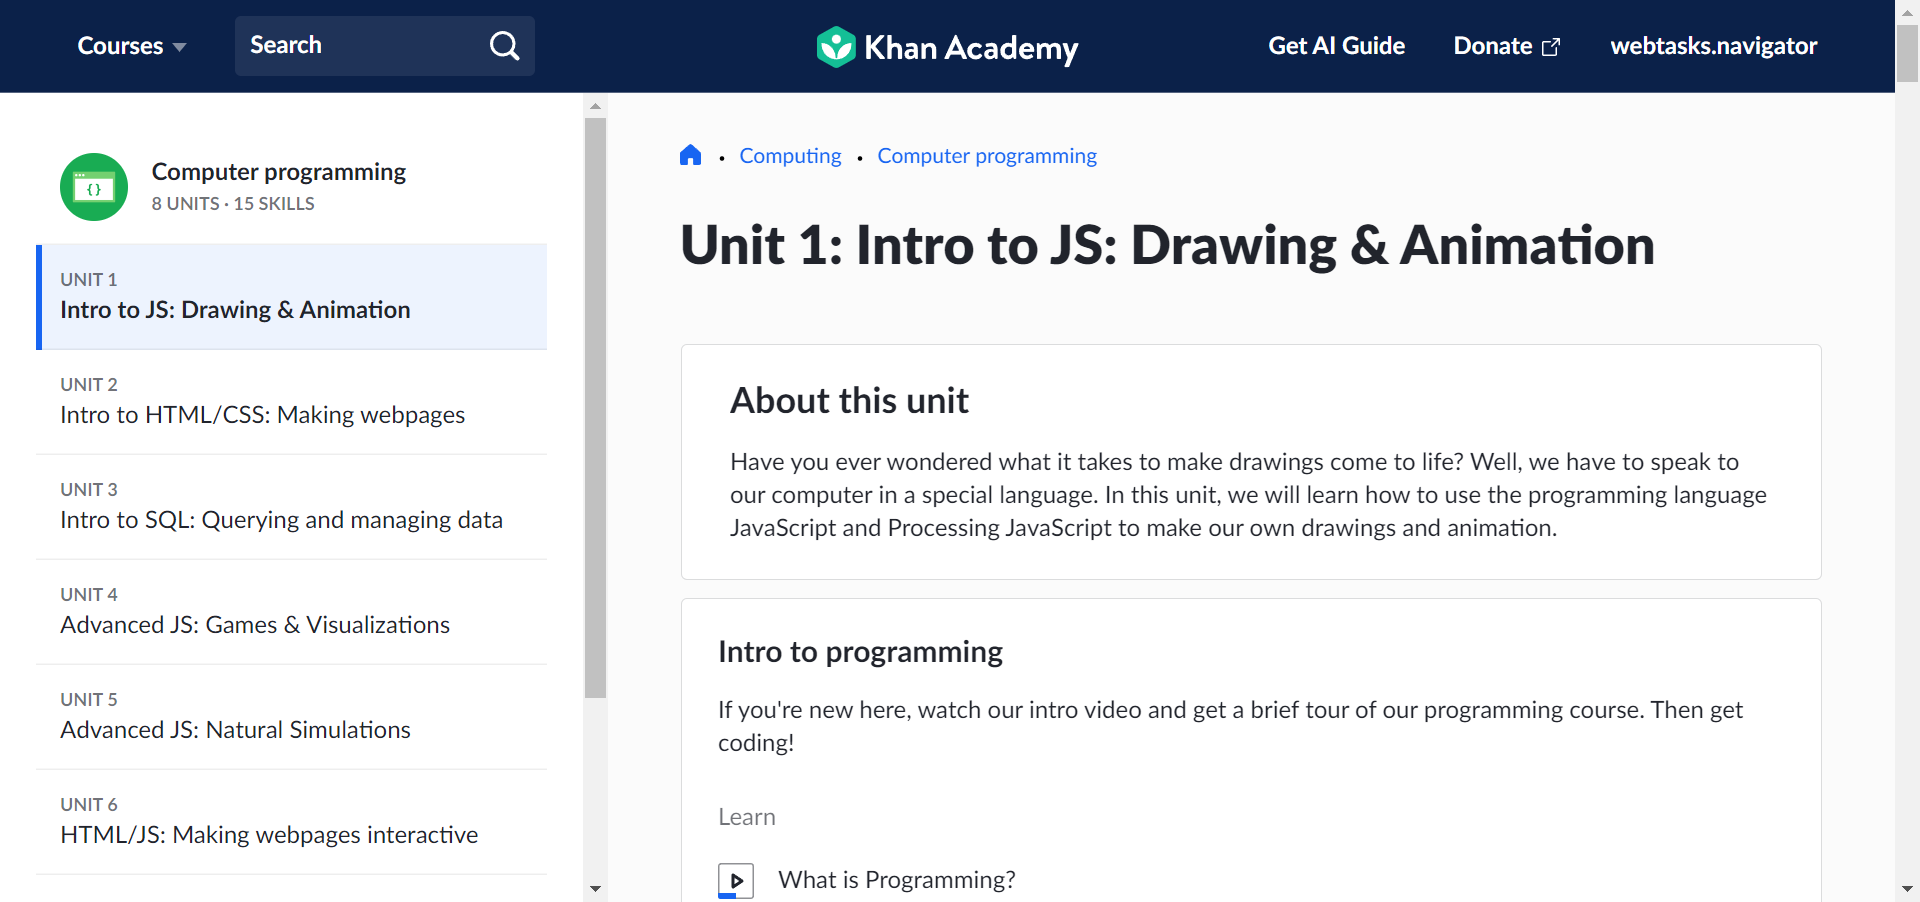 Courses
Search
Khan Academy
Get AI Guide
Donate
webtasks.navigator
Computer programming
8 UNITS · 15 SKILLS
UNIT 1
Intro to JS: Drawing & Animation
UNIT 2
Intro to HTML/CSS: Making webpages
UNIT 3
Intro to SQL: Querying and managing data
UNIT 4
Advanced JS: Games & Visualizations
UNIT 5
Advanced JS: Natural Simulations
UNIT 6
HTML/JS: Making webpages interactive
Computing • Computer programming
Unit 1: Intro to JS: Drawing & Animation
About this unit
Have you ever wondered what it takes to make drawings come to life? Well, we have to speak to
our computer in a special language. In this unit, we will learn how to use the programming language
JavaScript and Processing JavaScript to make our own drawings and animation.
Intro to programming
If you're new here, watch our intro video and get a brief tour of our programming course. Then get
coding!
Learn
What is Programming?